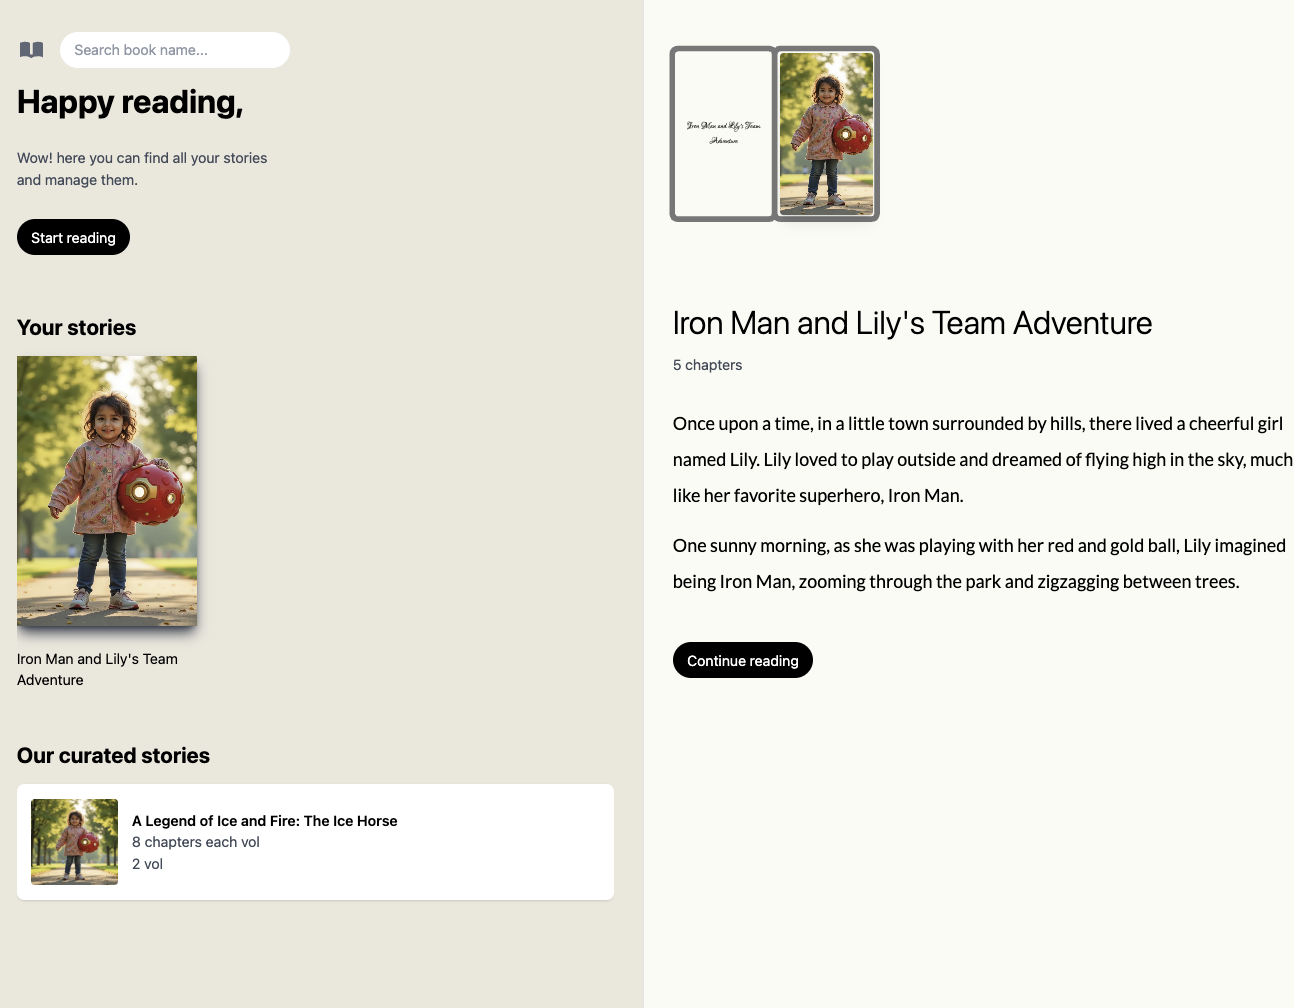 Search book name...
Happy reading,
Wow! here you can find all your stories
and manage them.
Start reading
Your stories
Iron Man and Lily's Team
Adventure
Our curated stories
A Legend of Ice and Fire: The Ice Horse
8 chapters each vol
2 vol
Iron Man and Lily's Team
Adventure
Iron Man and Lily's Team Adventure
5 chapters
Once upon a time, in a little town surrounded by hills, there lived a cheerful girl
named Lily. Lily loved to play outside and dreamed of flying high in the sky, much
like her favorite superhero, Iron Man.
One sunny morning, as she was playing with her red and gold ball, Lily imagined
being Iron Man, zooming through the park and zigzagging between trees.
Continue reading